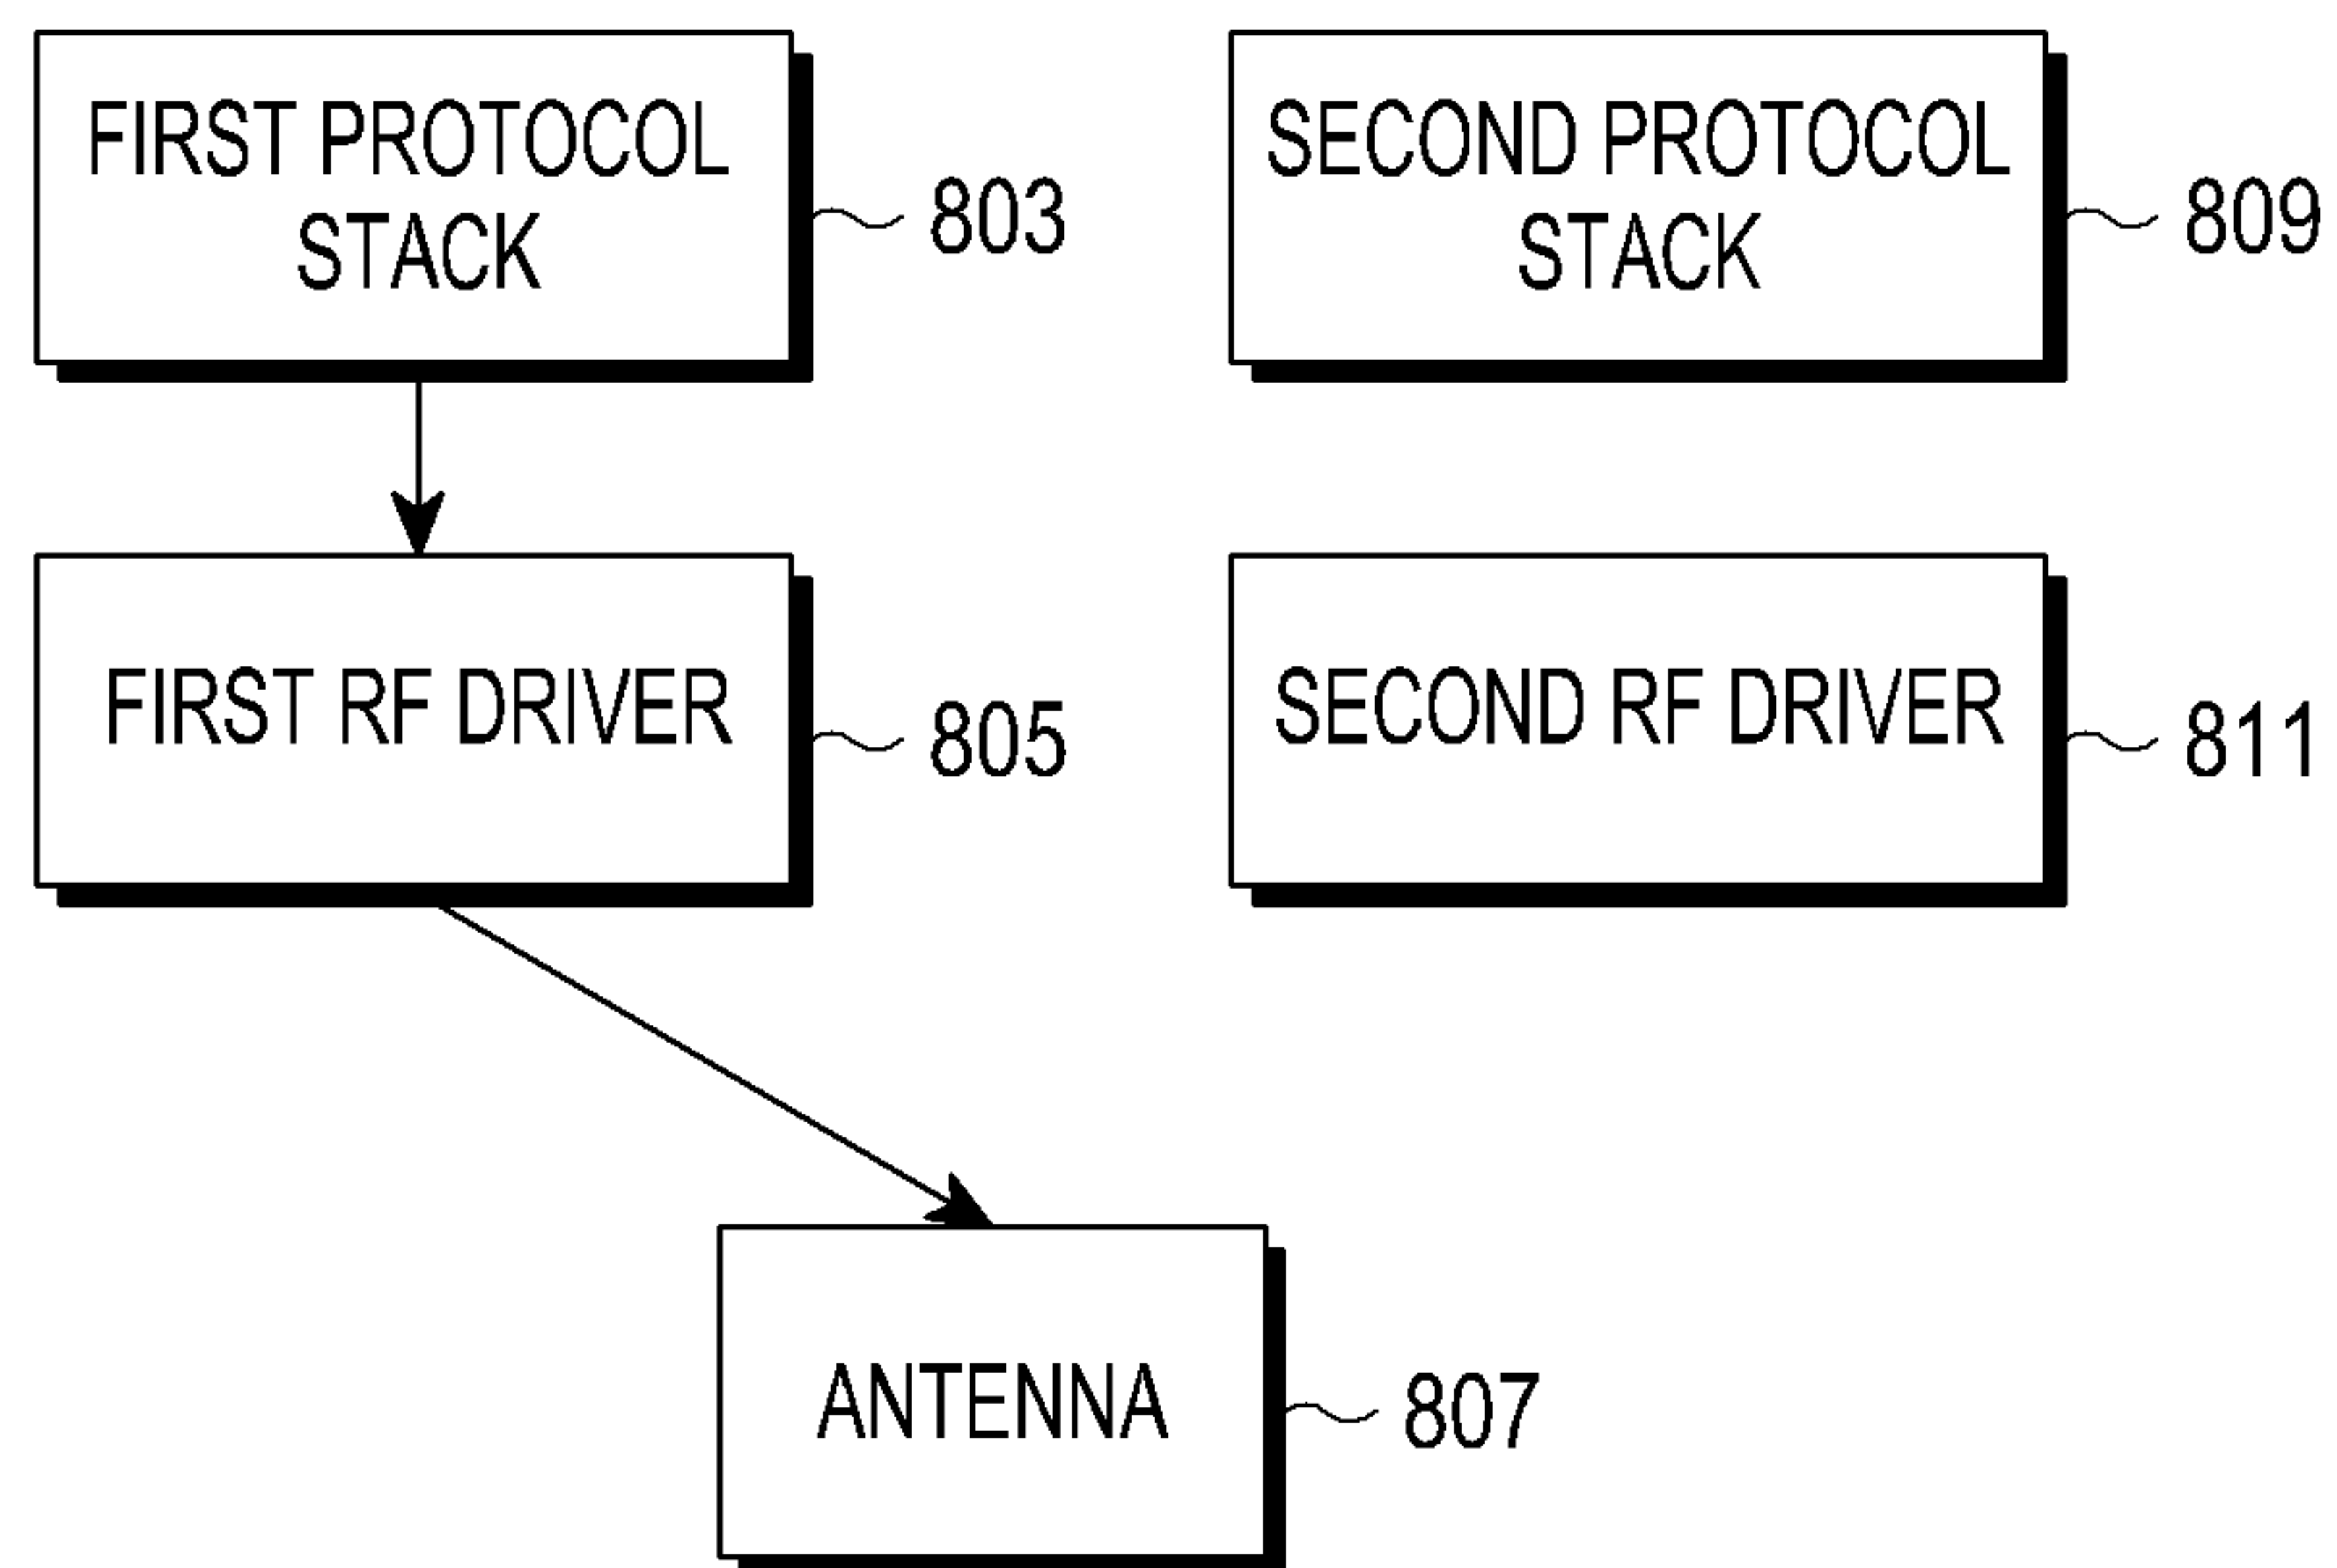 FIRST PROTOCOL
STACK
803
SECOND PROTOCOL
STACK
809
FIRST RF DRIVER
805
SECOND RF DRIVER
811
ANTENNA
807